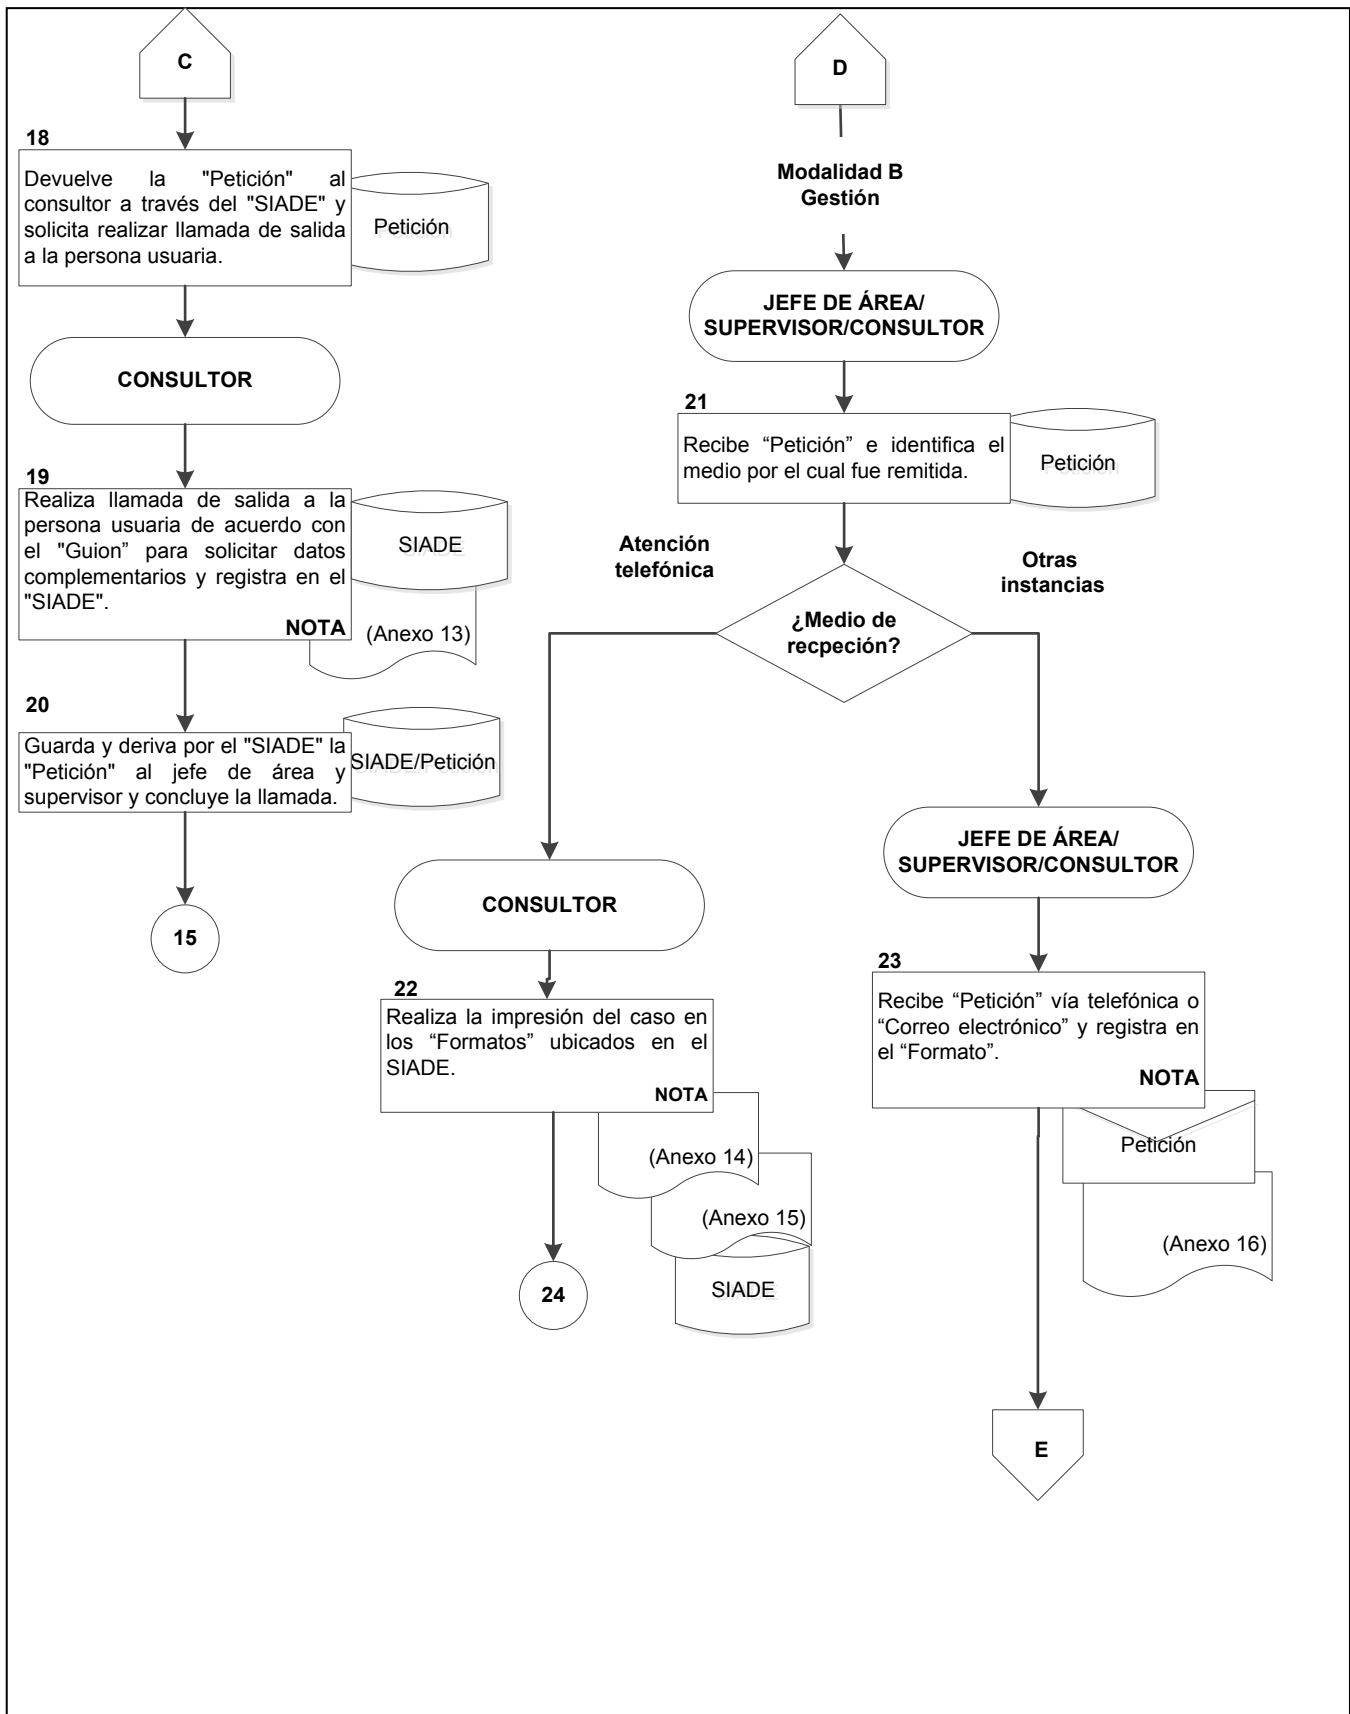 C
18
Devuelve la "Petición" al
consultor a través del "SIADE" y
solicita realizar llamada de salida
a la persona usuaria.
Petición
CONSULTOR
19
Realiza llamada de salida a la
persona usuaria de acuerdo con
el "Guion” para solicitar datos
complementarios y registra en el
"SIADE".
NOTA
SIADE
(Anexo 13)
20
Guarda y deriva por el "SIADE" la
"Petición" al jefe de área y
supervisor y concluye la llamada.
SIADE/Petición
15
D
Modalidad B
Gestión
JEFE DE ÁREA/
SUPERVISOR/CONSULTOR
21
Recibe “Petición” e identifica el
medio por el cual fue remitida.
Petición
Atención
telefónica
Otras
instancias
¿Medio de
recpeción?
CONSULTOR
22
Realiza la impresión del caso en
los “Formatos” ubicados en el
SIADE.
NOTA
(Anexo 14)
(Anexo 15)
SIADE
24
JEFE DE ÁREA/
SUPERVISOR/CONSULTOR
23
Recibe “Petición” vía telefónica o
“Correo electrónico” y registra en
el “Formato”.
NOTA
Petición
(Anexo 16)
E